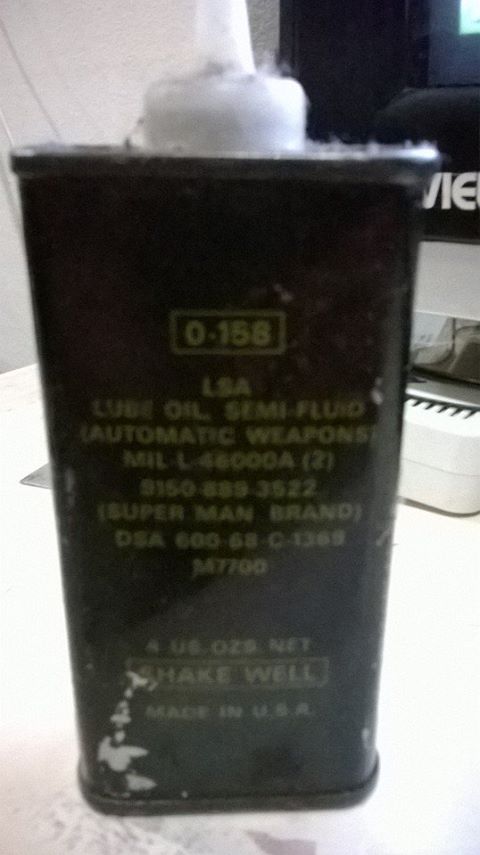 VIEW
0-158
LSA
LUBE OIL, SEMI-FLUID
(AUTOMATIC WEAPONS)
MIL-L-46000A (2)
9150-889-3522
(SUPER MAN BRAND)
DSA 600-68-C-1369
M7700
4 US. OZS. NET
SHAKE WELL
MADE IN U.S.A.